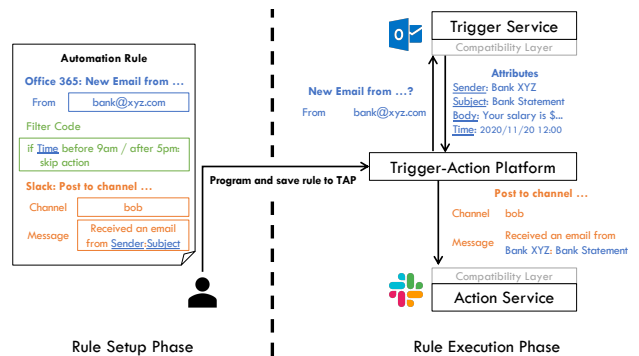 Automation Rule
Office 365: New Email from ...
From
bank@xyz.com
Filter Code
if Time before 9am / after 5pm:
skip action
Slack: Post to channel ...
Channel
bob
Message
Received an email
from Sender:Subject
Program and save rule to TAP
Rule Setup Phase
O
Trigger Service
Compatibility Layer
New Email from ...?
From
bank@xyz.com
Attributes
Sender: Bank XYZ
Subject: Bank Statement
Body: Your salary is $...
Time: 2020/11/20 12:00
Trigger-Action Platform
Post to channel ...
Channel
bob
Message
Received an email from
Bank XYZ: Bank Statement
Compatibility Layer
Action Service
Rule Execution Phase